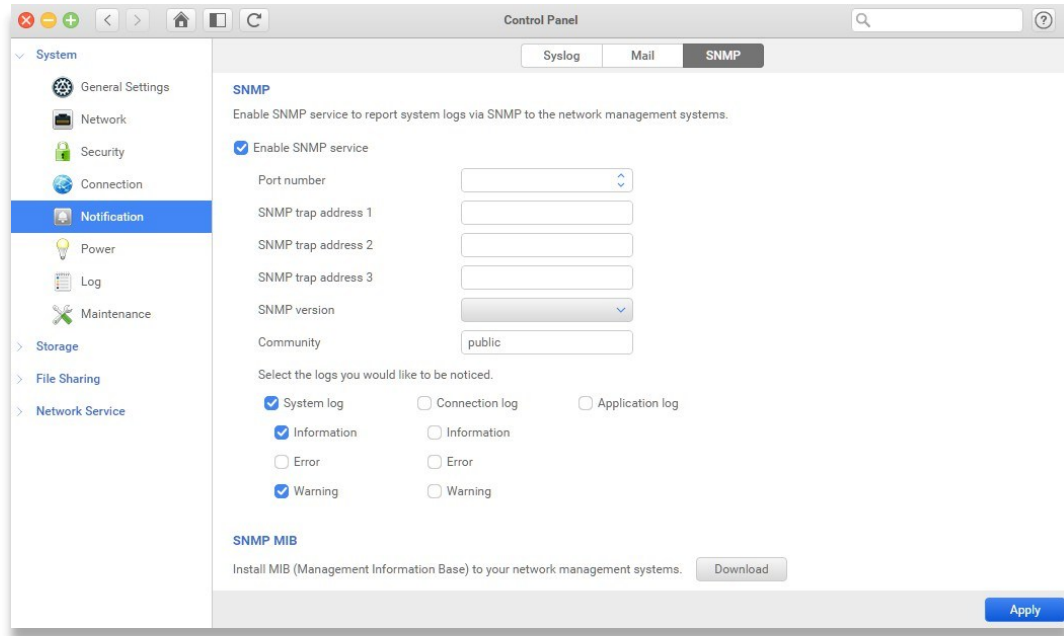 Control Panel
?
System
General Settings
Network
Security
Connection
Notification
Power
Log
Maintenance
Storage
File Sharing
Network Service
Syslog Mail SNMP
SNMP
Enable SNMP service to report system logs via SNMP to the network management systems.
Enable SNMP service
Port number
SNMP trap address 1
SNMP trap address 2
SNMP trap address 3
SNMP version
Community public
Select the logs you would like to be noticed.
System log Connection log Application log
Information Information
Error Error
Warning Warning
SNMP MIB
Install MIB (Management Information Base) to your network management systems. Download
Apply